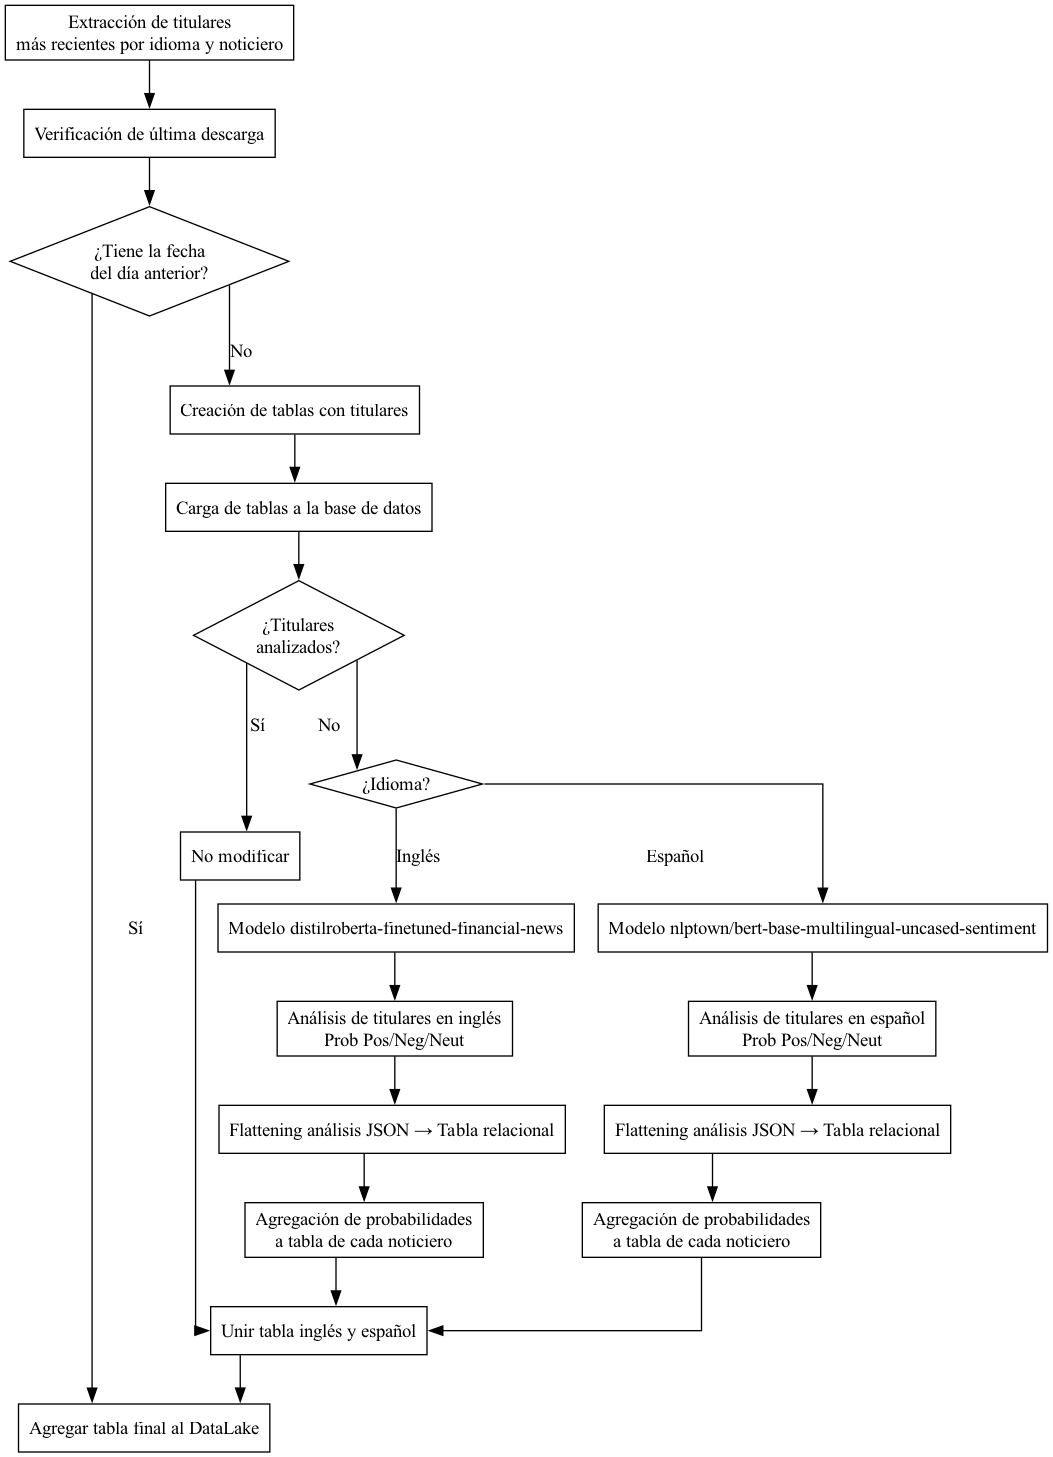 Extracción de titulares
más recientes por idioma y noticiero
Verificación de última descarga
¿Tiene la fecha
del día anterior?
No
Creación de tablas con titulares
Carga de tablas a la base de datos
¿Titulares
analizados?
Sí
No
¿Idioma?
No modificar
Inglés
Español
Sí
Modelo distilroberta-finetuned-financial-news
Modelo nlptown/bert-base-multilingual-uncased-sentiment
Análisis de titulares en inglés
Prob Pos/Neg/Neut
Análisis de titulares en español
Prob Pos/Neg/Neut
Flattening análisis JSON → Tabla relacional
Flattening análisis JSON → Tabla relacional
Agregación de probabilidades
a tabla de cada noticiero
Agregación de probabilidades
a tabla de cada noticiero
Unir tabla inglés y español
Agregar tabla final al DataLake